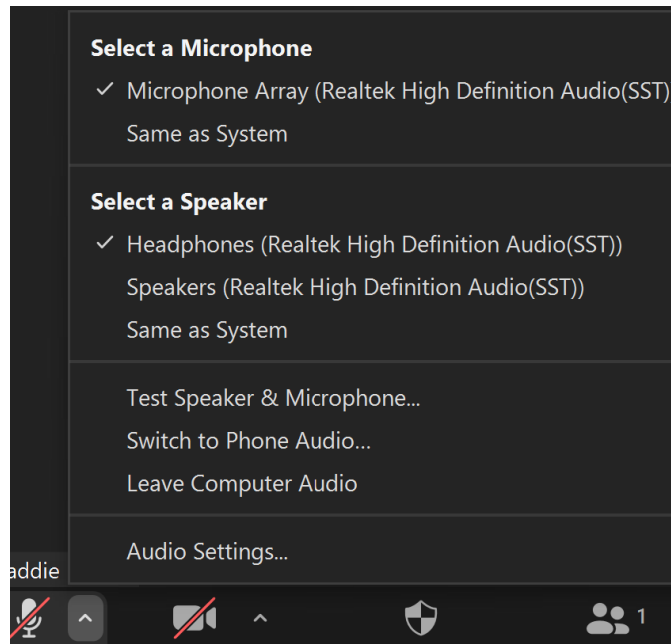 Select a Microphone
Microphone Array (Realtek High Definition Audio(SST)
Same as System
Select a Speaker
Headphones (Realtek High Definition Audio(SST))
Speakers (Realtek High Definition Audio(SST))
Same as System
Test Speaker & Microphone...
Switch to Phone Audio...
Leave Computer Audio
Audio Settings...
addie
1